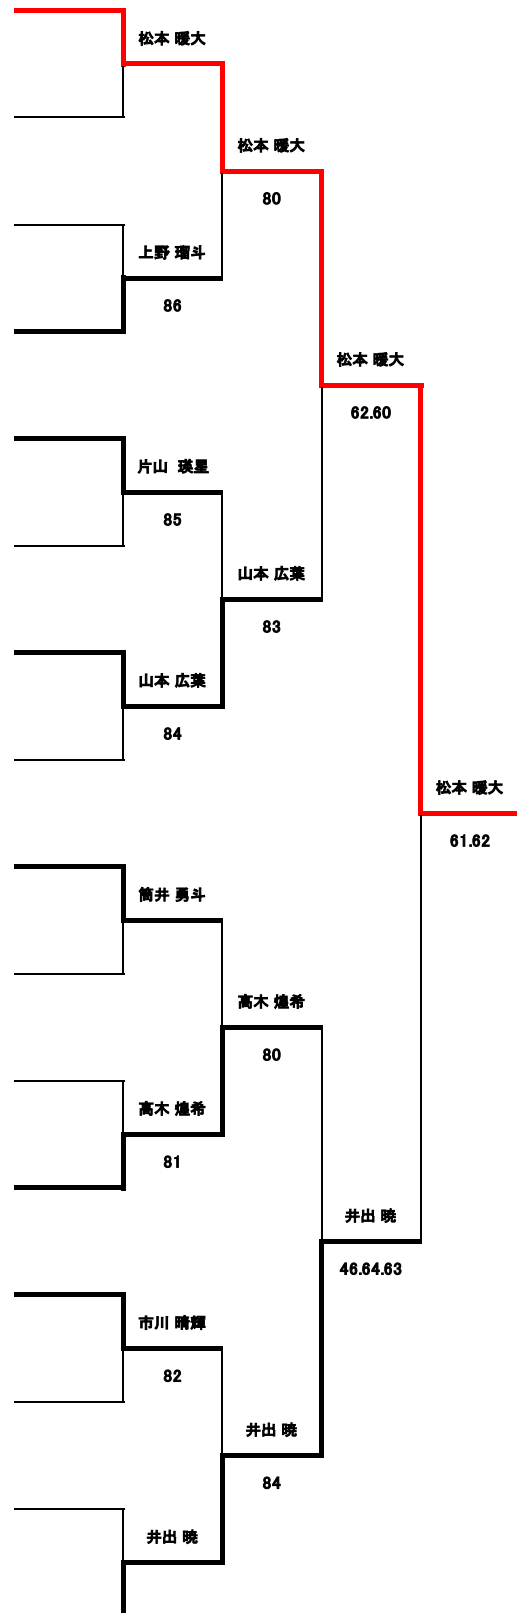 松本 暖大
松本 暖大
80
上野 瑠斗
86
松本 暖大
62.60
片山 瑛星
85
山本 広葉
83
山本 広葉
84
松本 暖大
61.62
筒井 勇斗
高木 煌希
80
高木 煌希
81
井出 暁
46.64.63
市川 晴輝
82
井出 暁
84
井出 暁